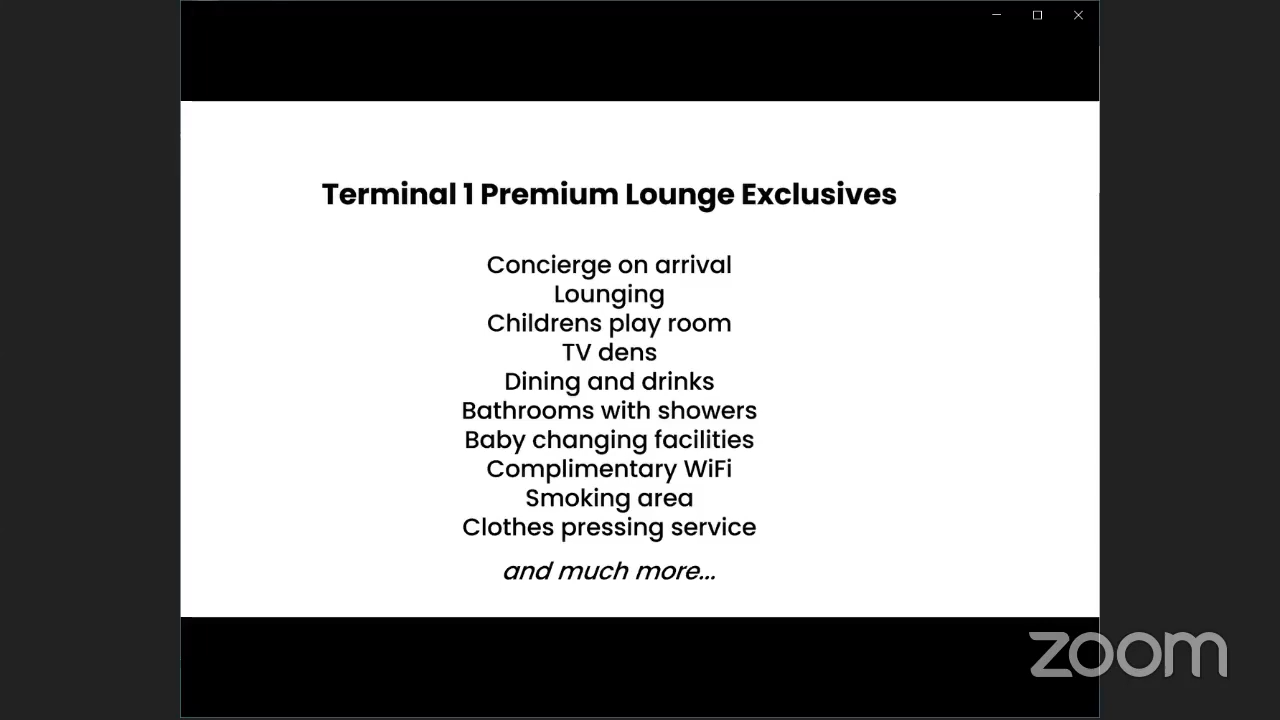 Terminal 1 Premium Lounge Exclusives
Concierge on arrival
Lounging
Childrens play room
TV dens
Dining and drinks
Bathrooms with showers
Baby changing facilities
Complimentary WiFi
Smoking area
Clothes pressing service
and much more...
zoom